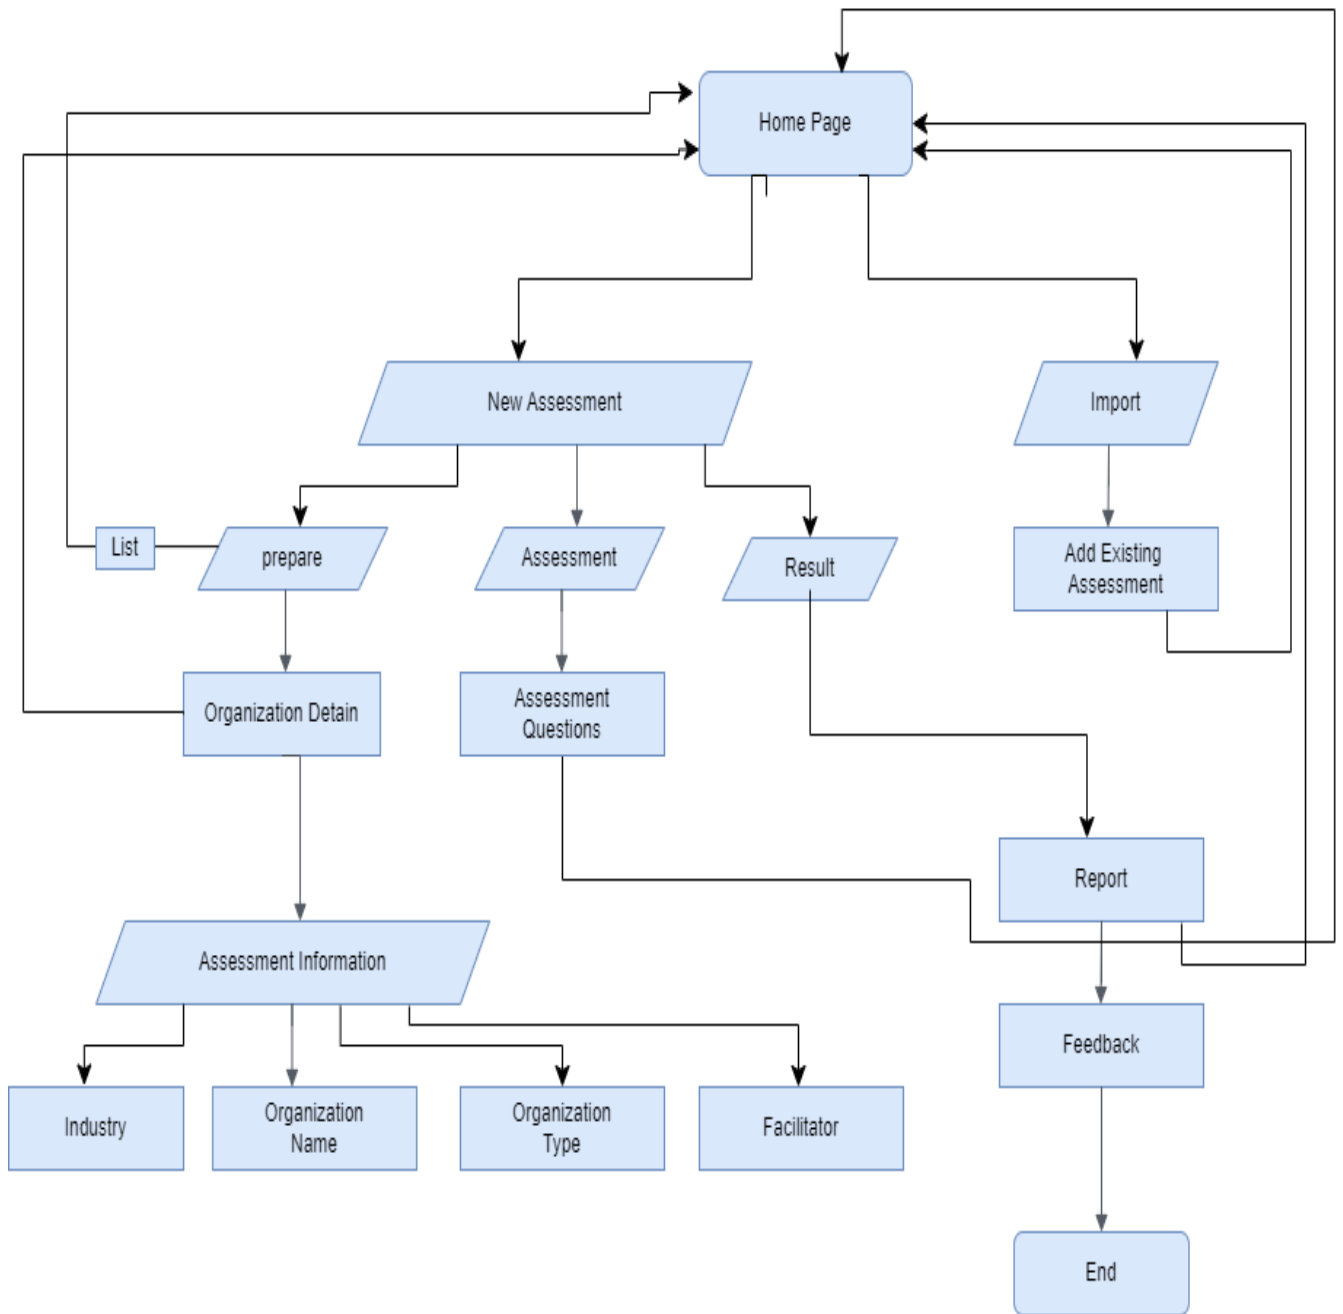 Home Page
New Assessment
Import
List
prepare
Assessment
Result
Add Existing
Assessment
Organization Detain
Assessment
Questions
Report
Assessment Information
Feedback
Industry
Organization
Name
Organization
Type
Facilitator
End